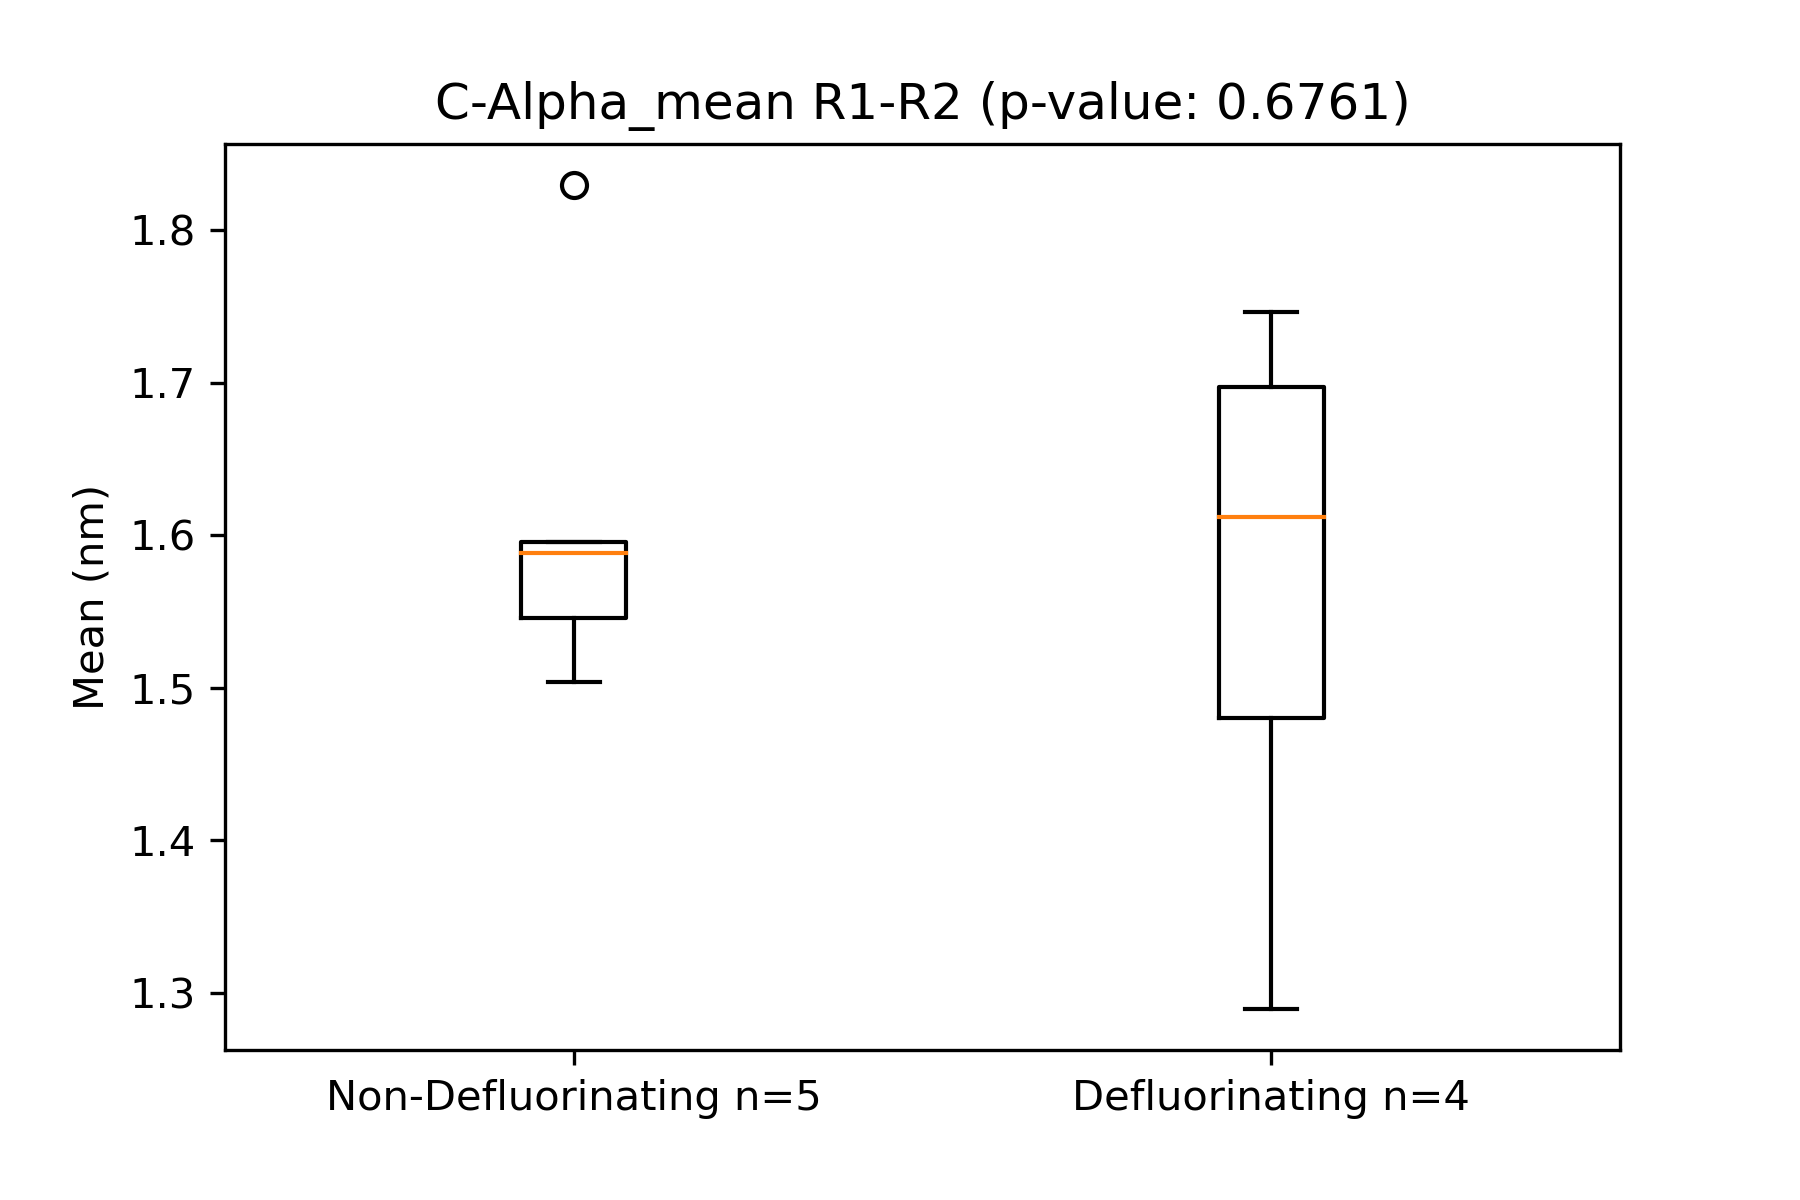 C-Alpha_mean R1-R2 (p-value: 0.6761)
Mean (nm)
1.8
1.7
1.6
1.5
1.4
1.3
Non-Defluorinating n=5
Defluorinating n=4